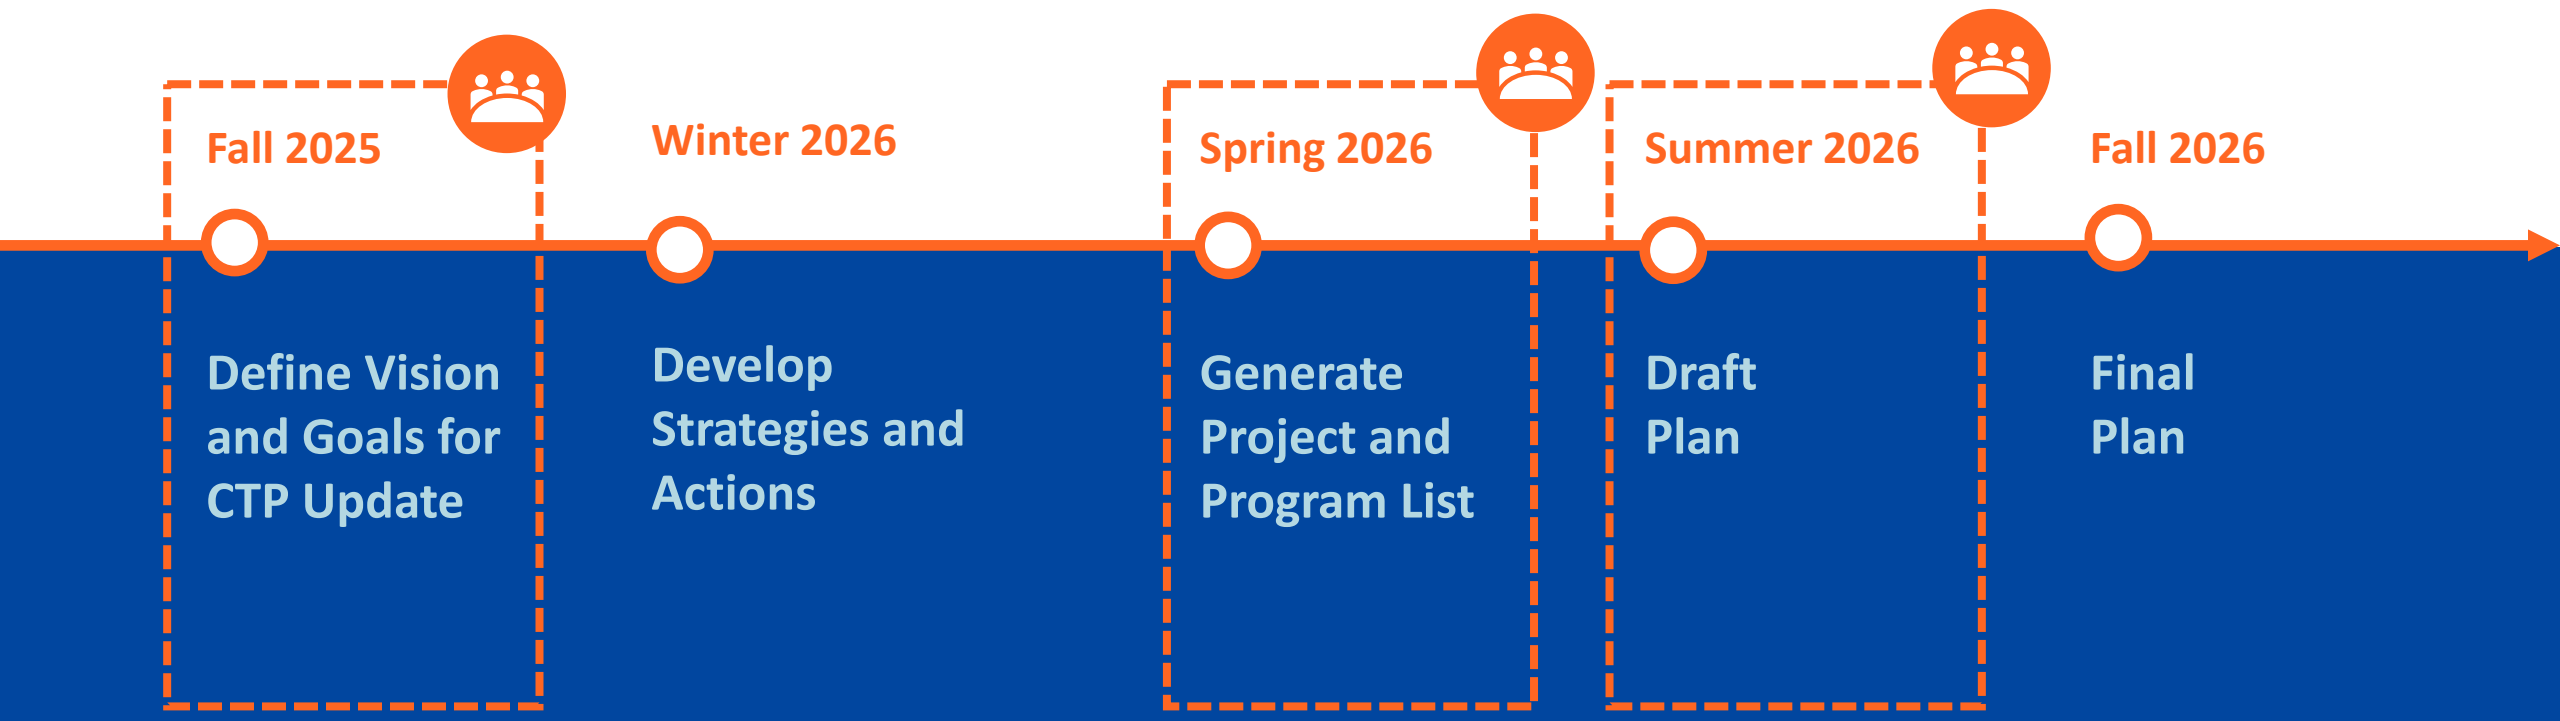 Fall 2025
Define Vision
and Goals for
CTP Update
Winter 2026
Develop
Strategies and
Actions
Spring 2026
Generate
Project and
Program List
Summer 2026
Draft
Plan
Fall 2026
Final
Plan